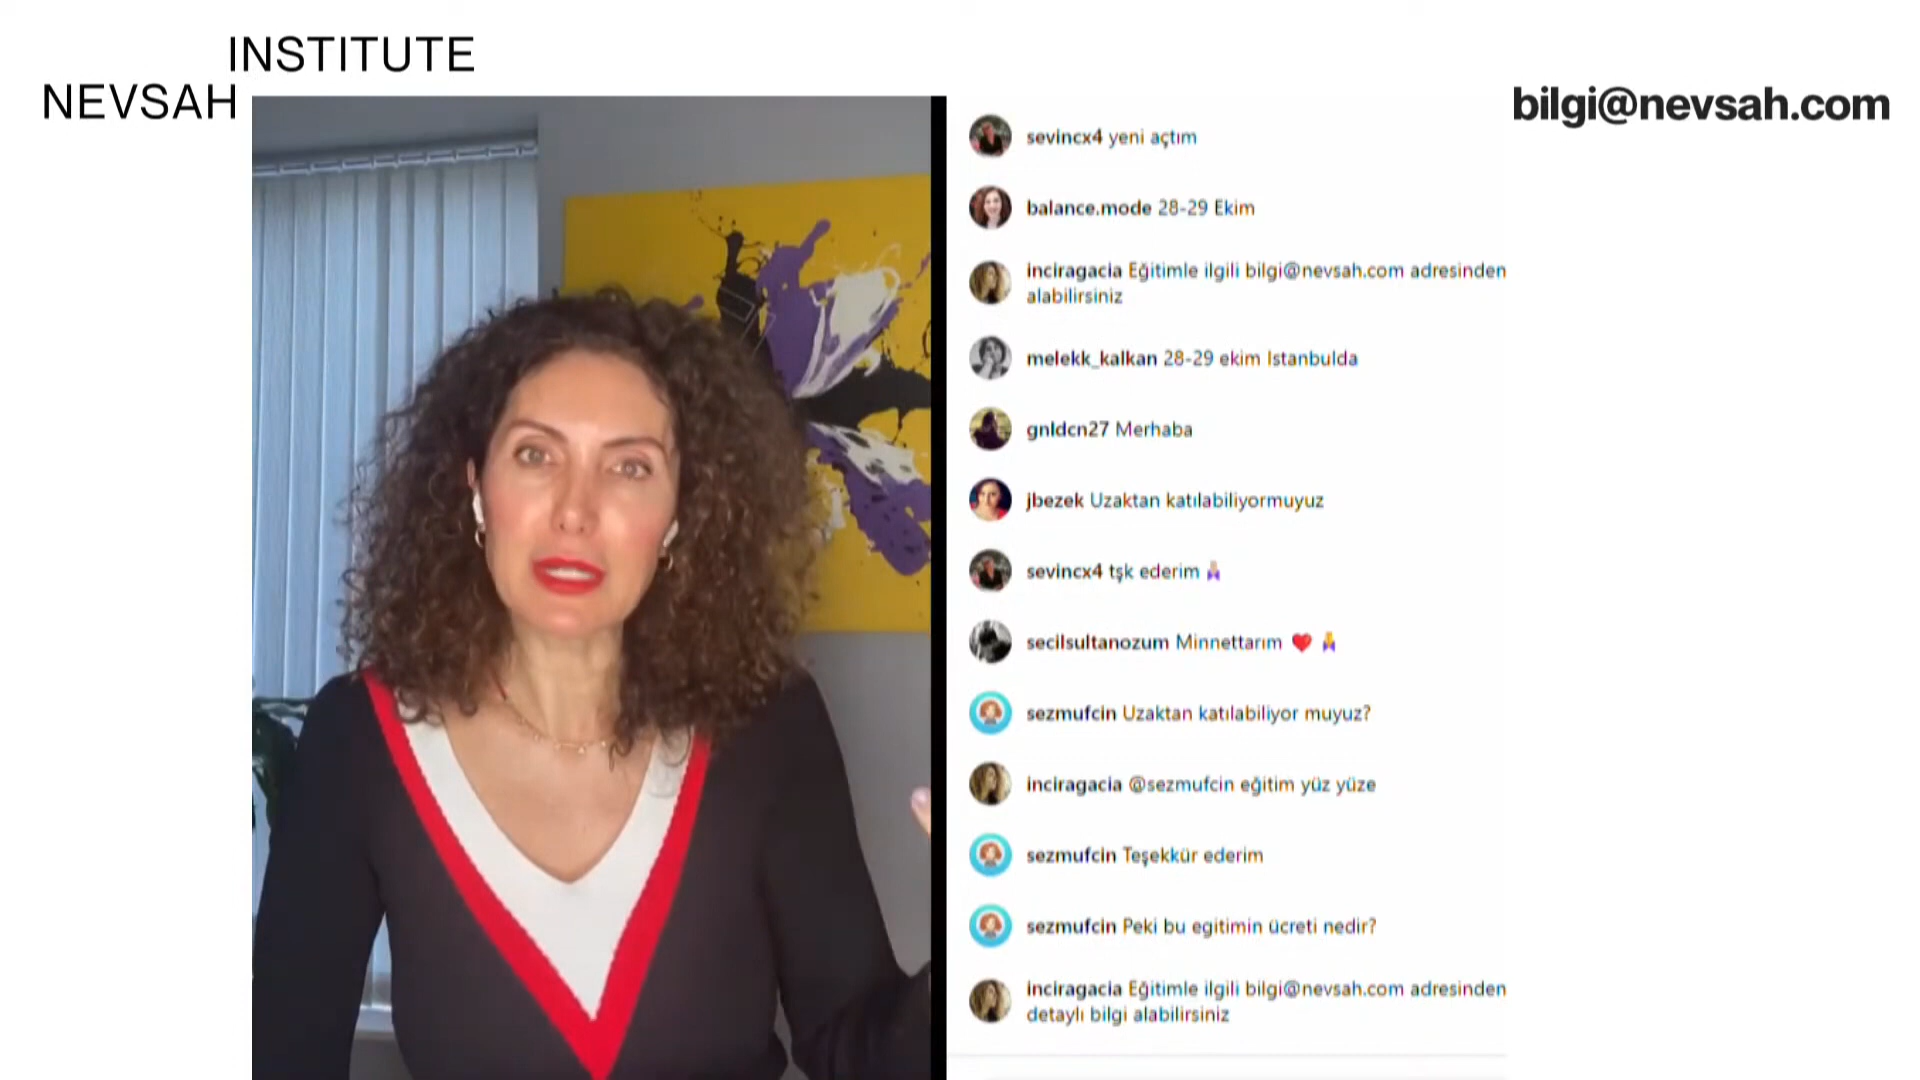 INSTITUTE
NEVSAH
bilgi@nevsah.com
sevincx4 yeni açtım
balance.mode 28-29 Ekim
inciragacia Eğitimle ilgili bilgi@nevsah.com adresinden
alabilirsiniz
melekk_kalkan 28-29 ekim Istanbulda
gnldcn27 Merhaba
jbezek Uzaktan katılabiliyormuyuz
sevincx4 tşk ederim
secilsultanozum Minnettarım ❤️
sezmufcin Uzaktan katılabiliyor muyuz?
inciragacia @sezmufcin eğitim yüz yüze
sezmufcin Teşekkür ederim
sezmufcin Peki bu egitimin ücreti nedir?
inciragacia Eğitimle ilgili bilgi@nevsah.com adresinden
detaylı bilgi alabilirsiniz